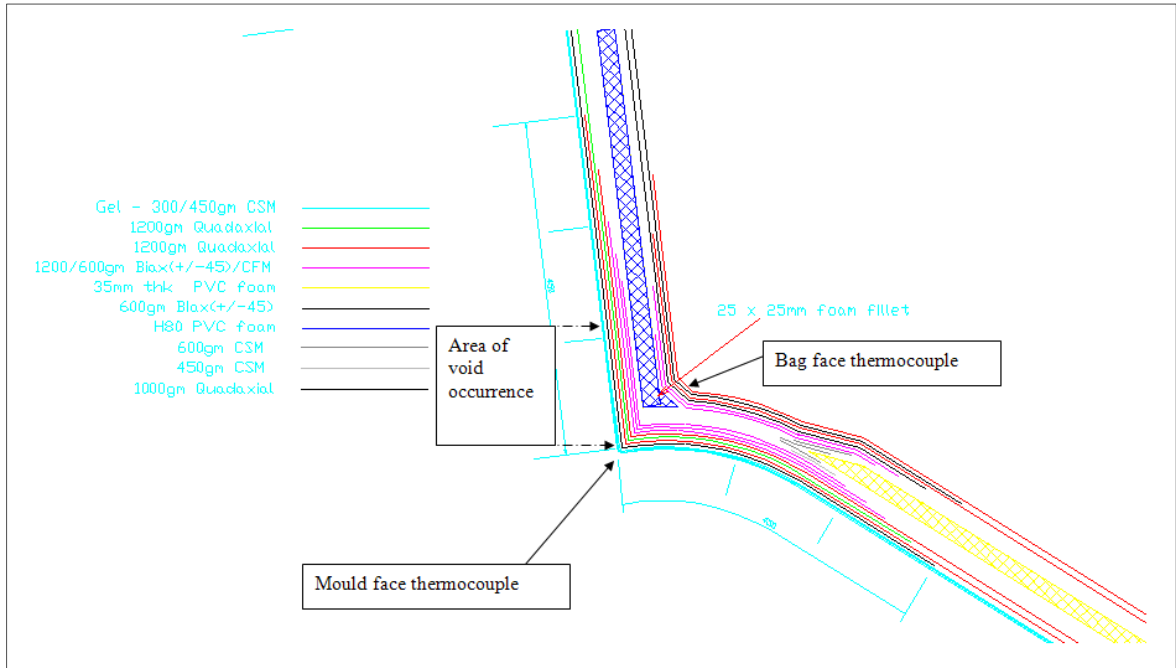 Gel - 300/450gm CSM
1200gm Quadaxial
1200gm Quadaxial
1200/600gm Biax(+/-45)/CFM
35mm thk PVC foam
600gm Biax(+/-45)
H80 PVC foam
600gm CSM
450gm CSM
1000gm Quadaxial
25 x 25mm foam fillet
Area of
void
occurrence
Bag face thermocouple
Mould face thermocouple